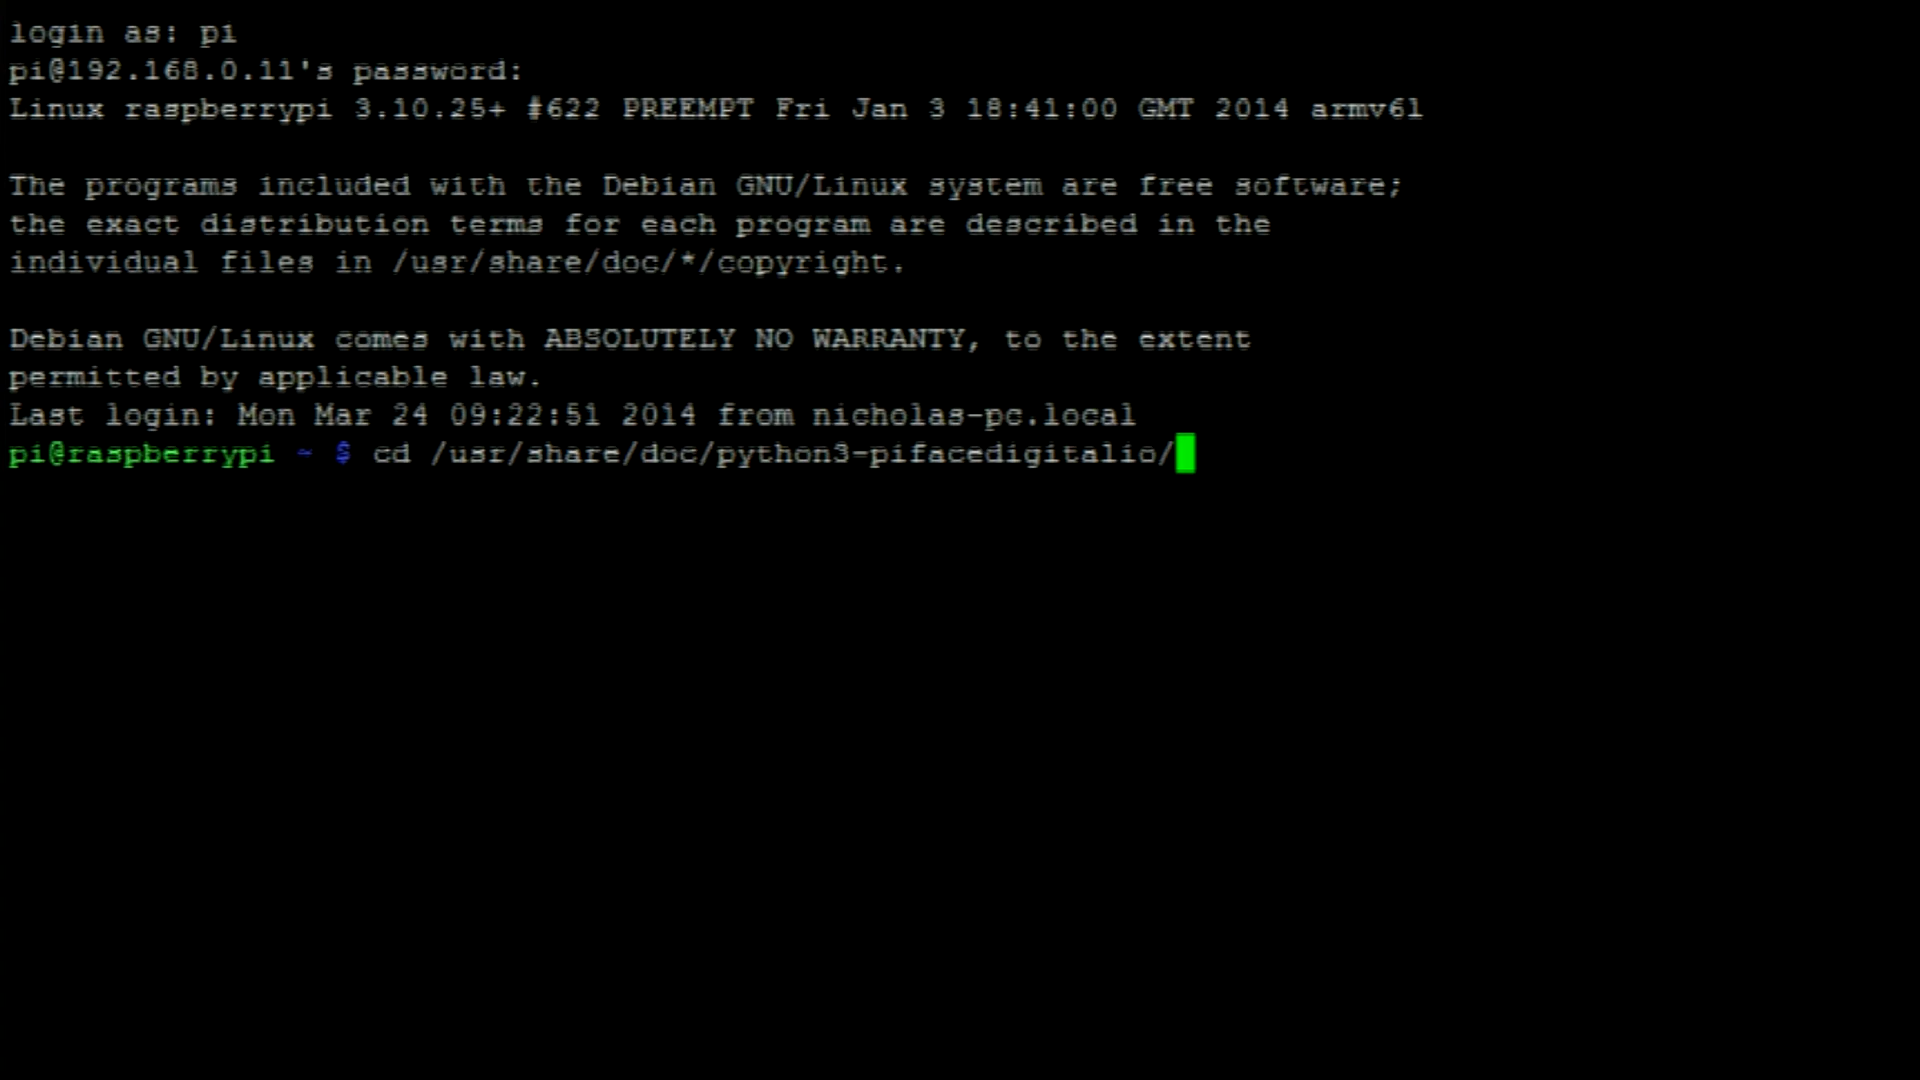 login as: pi
pi@192.168.0.11's password:
Linux raspberrypi 3.10.25+ #622 PREEMPT Fri Jan 3 18:41:00 GMT 2014 armv6l
The programs included with the Debian GNU/Linux system are free software;
the exact distribution terms for each program are described in the
individual files in /usr/share/doc/*/copyright.
Debian GNU/Linux comes with ABSOLUTELY NO WARRANTY, to the extent
permitted by applicable law.
Last login: Mon Mar 24 09:22:51 2014 from nicholas-pc.local
pi@raspberrypi ~ $ cd /usr/share/doc/python3-pifacedigitalio/